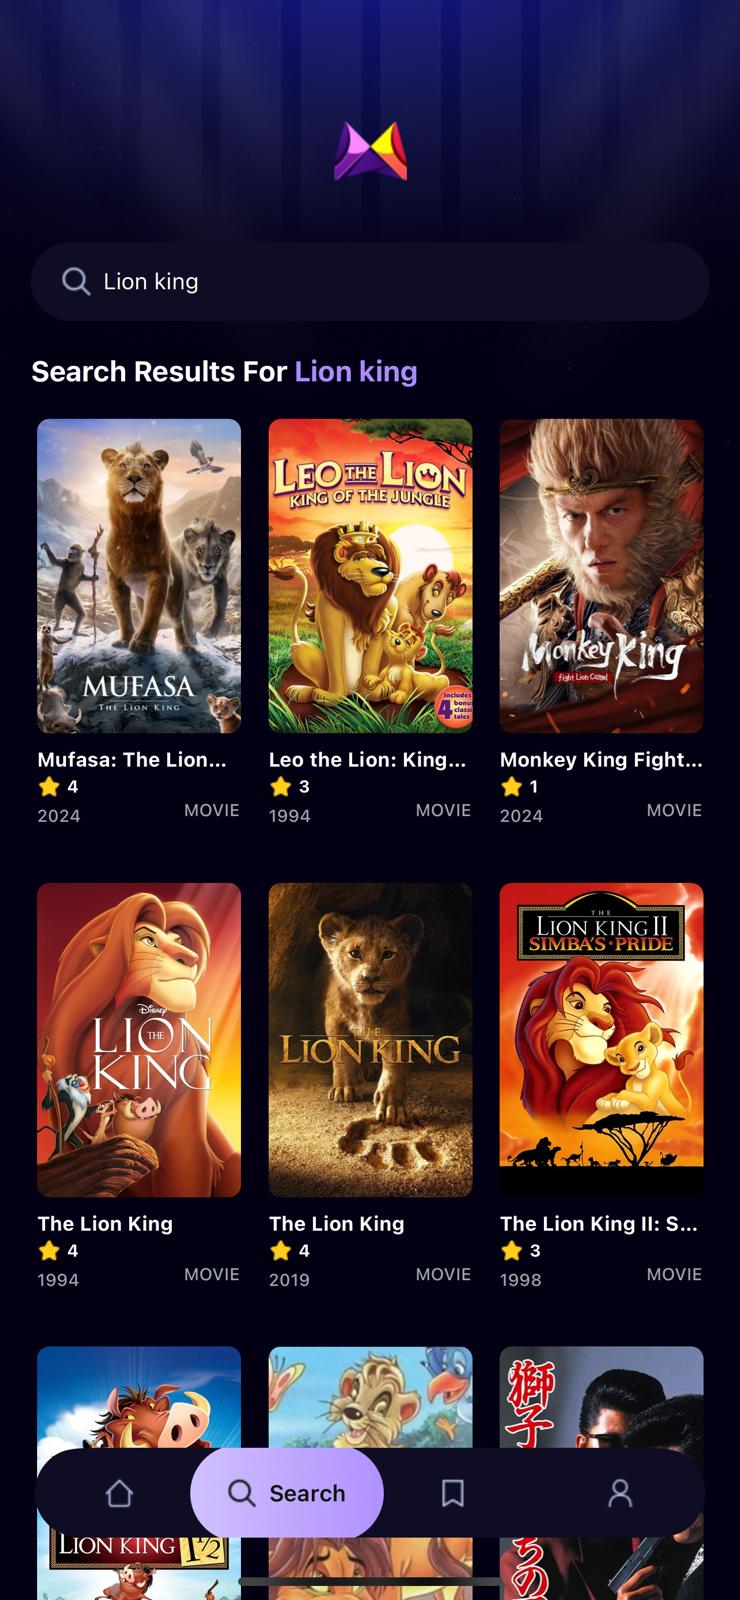 Lion king
Search Results For Lion king
MUFASA
THE LION KING
LEO THE LION
KING OF THE JUNGLE
Includes
4 bonus
classic
tales
Monkey King
Fight Lion Camel
Mufasa: The Lion...
4
2024
MOVIE
Leo the Lion: King...
3
1994
MOVIE
Monkey King Fight...
1
2024
MOVIE
Disney
THE
LION
KING
THE
LION KING
THE
LION KING II
SIMBA'S • PRIDE
The Lion King
4
1994
MOVIE
The Lion King
4
2019
MOVIE
The Lion King II: S...
3
1998
MOVIE
LION KING 1½
獅子
ちの
Search